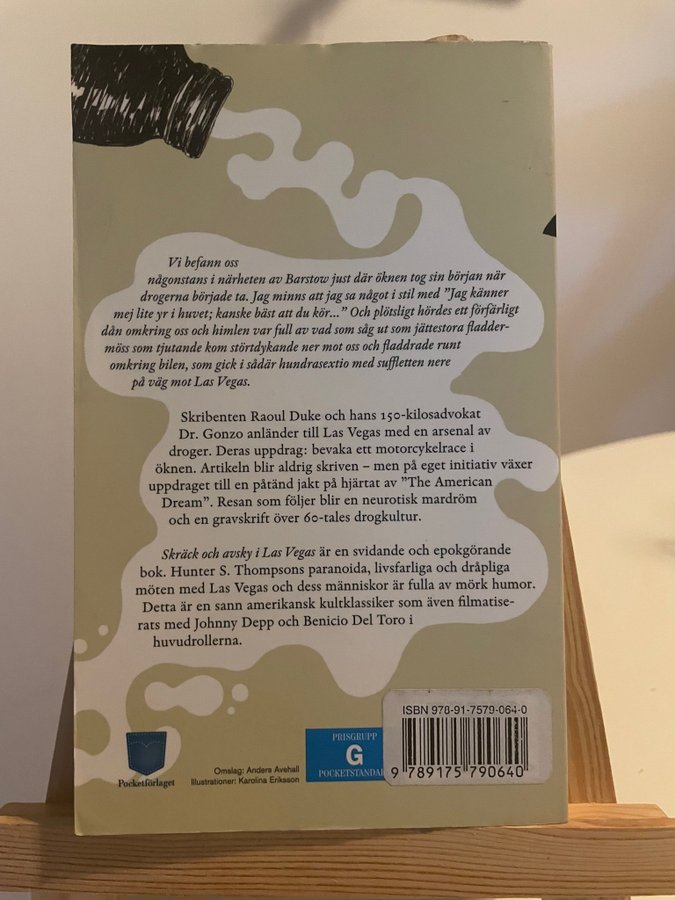 Vi befann oss
någonstans i närheten av Barstow just där öknen tog sin början när
drogerna började ta. Jag minns att jag sa något i stil med ”Jag känner
mej lite yr i huvet; kanske bäst att du kör...” Och plötsligt hördes ett förfärligt
dån omkring oss och himlen var full av vad som såg ut som jättestora fladder-
möss som tjutande kom störtdykande ner mot oss och fladdrade runt
omkring bilen, som gick i sådär hundrasextio med suffletten nere
på väg mot Las Vegas.
Skribenten Raoul Duke och hans 150-kilosadvokat
Dr. Gonzo anländer till Las Vegas med en arsenal av
droger. Deras uppdrag: bevaka ett motorcykelrace i
öknen. Artikeln blir aldrig skriven – men på eget initiativ växer
uppdraget till en påtänd jakt på hjärtat av ”The American
Dream”. Resan som följer blir en neurotisk mardröm
och en gravskrift över 60-tales drogkultur.
Skräck och avsky i Las Vegas är en svidande och epokgörande
bok. Hunter S. Thompsons paranoida, livsfarliga och dråpliga
möten med Las Vegas och dess människor är fulla av mörk humor.
Detta är en sann amerikansk kultklassiker som även filmatise-
rats med Johnny Depp och Benicio Del Toro i
huvudrollerna.
Pocketförlaget
Omslag: Anders Avehall
Illustrationer: Karolina Eriksson
PRISGRUPP
G
POCKETSTANDA
ISBN 978-91-7579-064-0
9 789175 790640